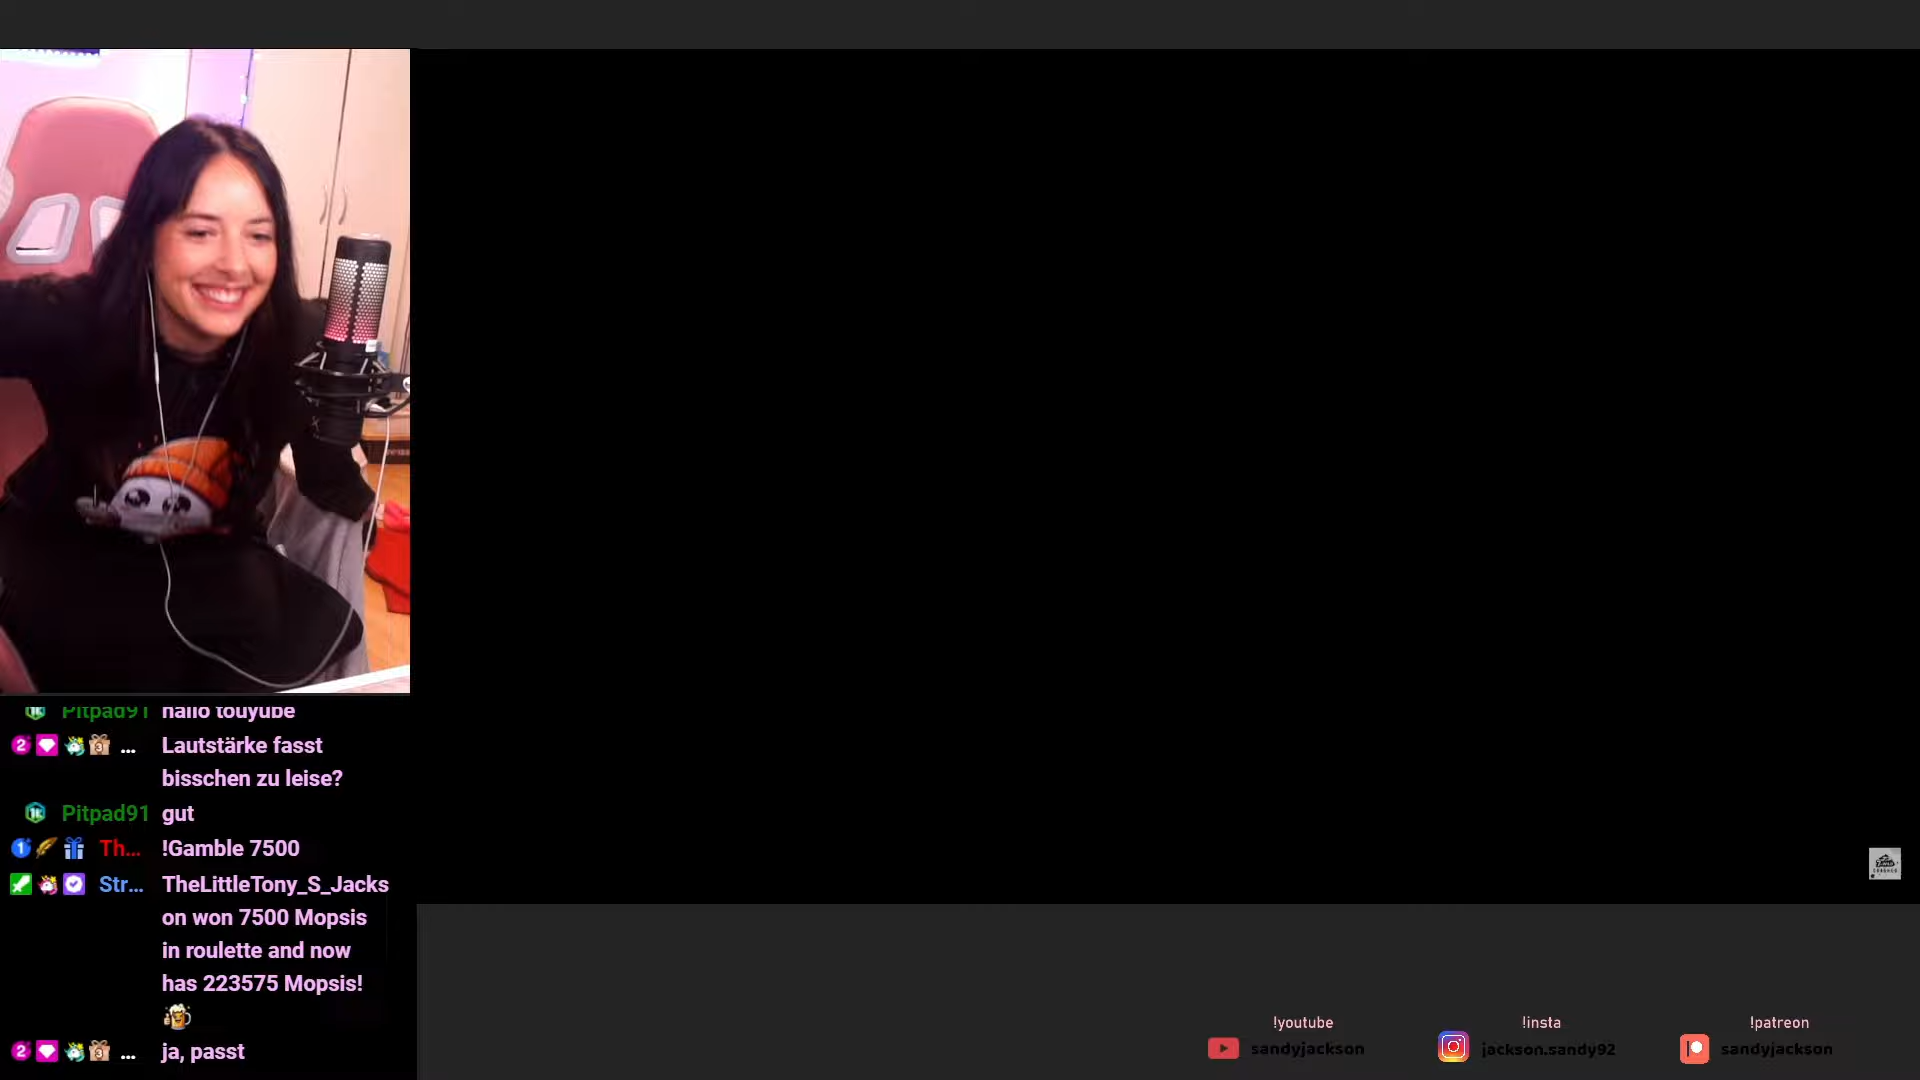 Pitpad91 hallo touyube
... Lautstärke fasst
bisschen zu leise?
Pitpad91 gut
Th... !Gamble 7500
Str... TheLittleTony_S_Jacks
on won 7500 Mopsis
in roulette and now
has 223575 Mopsis!
... ja, passt
!youtube
sandyjackson
!insta
jackson.sandy92
!patreon
sandyjackson